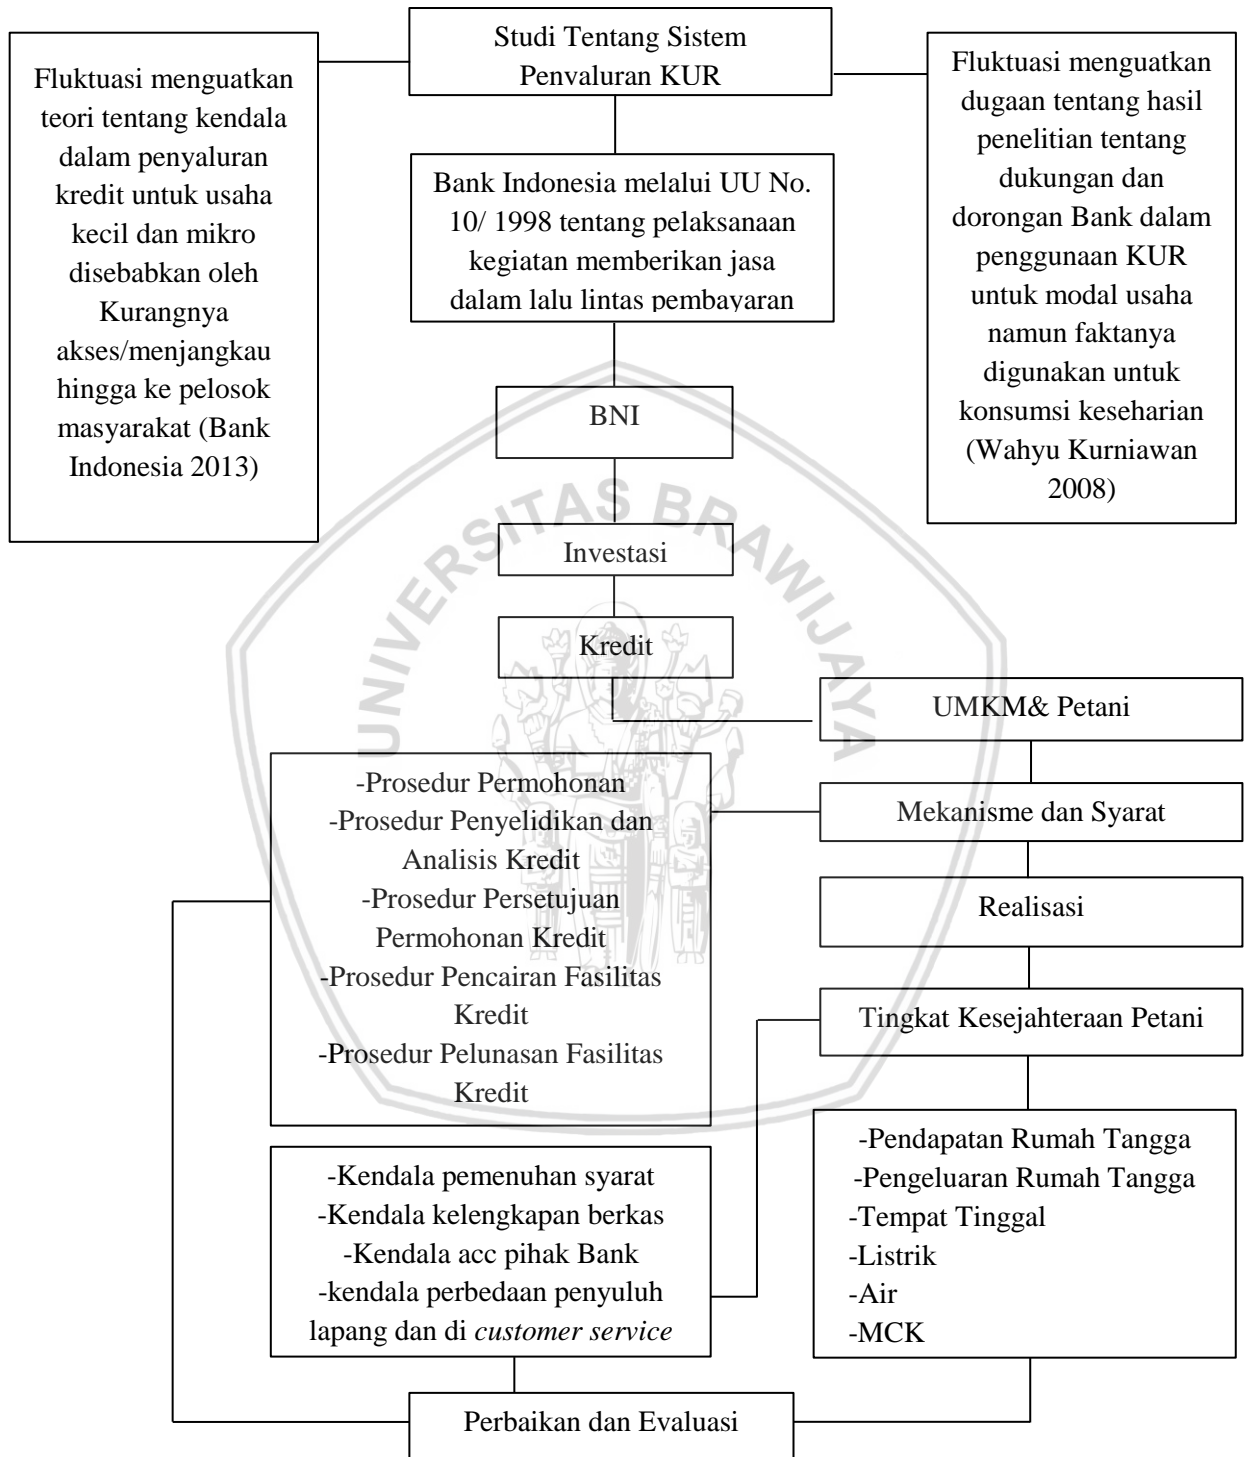 Studi Tentang Sistem
Penvaluran KUR
Fluktuasi menguatkan
teori tentang kendala
dalam penyaluran
kredit untuk usaha
kecil dan mikro
disebabkan oleh
Kurangnya
akses/menjangkau
hingga ke pelosok
masyarakat (Bank
Indonesia 2013)
Fluktuasi menguatkan
dugaan tentang hasil
penelitian tentang
dukungan dan
dorongan Bank dalam
penggunaan KUR
untuk modal usaha
namun faktanya
digunakan untuk
konsumsi keseharian
(Wahyu Kurniawan
2008)
Bank Indonesia melalui UU No.
10/ 1998 tentang pelaksanaan
kegiatan memberikan jasa
dalam lalu lintas pembayaran
BNI
UNIVERSITAS BRAWIJAYA
Investasi
Kredit
UMKM& Petani
Mekanisme dan Syarat
Realisasi
Tingkat Kesejahteraan Petani
-Prosedur Permohonan
-Prosedur Penyelidikan dan
Analisis Kredit
-Prosedur Persetujuan
Permohonan Kredit
-Prosedur Pencairan Fasilitas
Kredit
-Prosedur Pelunasan Fasilitas
Kredit
-Kendala pemenuhan syarat
-Kendala kelengkapan berkas
-Kendala acc pihak Bank
-kendala perbedaan penyuluh
lapang dan di customer service
-Pendapatan Rumah Tangga
-Pengeluaran Rumah Tangga
-Tempat Tinggal
-Listrik
-Air
-MCK
Perbaikan dan Evaluasi